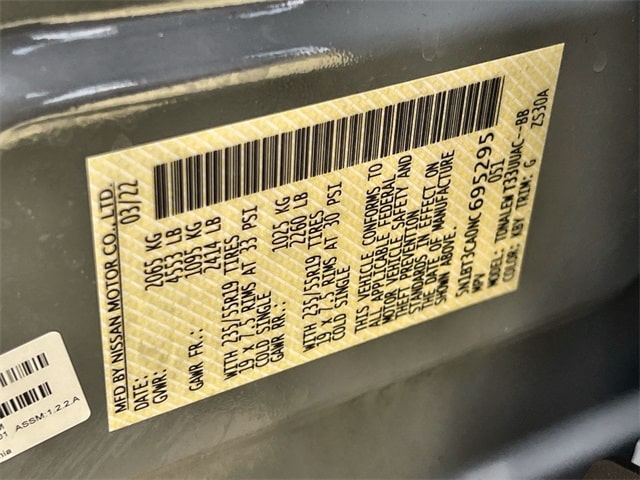 MFD BY NISSAN MOTOR CO.,LTD.
DATE: 03/22
GVWR: 2065 KG
4553 LB
GAWR FR.: 1095 KG
2414 LB
WITH 235/55R19 TIRES
19 X 7.5 RIMS AT 33 PSI
COLD SINGLE
GAWR RR.: 1025 KG
2260 LB
WITH 235/55R19 TIRES
19 X 7.5 RIMS AT 30 PSI
COLD SINGLE
THIS VEHICLE CONFORMS TO
ALL APPLICABLE FEDERAL
MOTOR VEHICLE SAFETY AND
THEFT PREVENTION
STANDARDS IN EFFECT ON
THE DATE OF MANUFACTURE
SHOWN ABOVE.
5N1BT3CA0NC695295
MPV 051
MODEL: TONALEW T330UAC--BB
COLOR: KBY TRIM: G ZS30A
ASSM:1.2.2.A